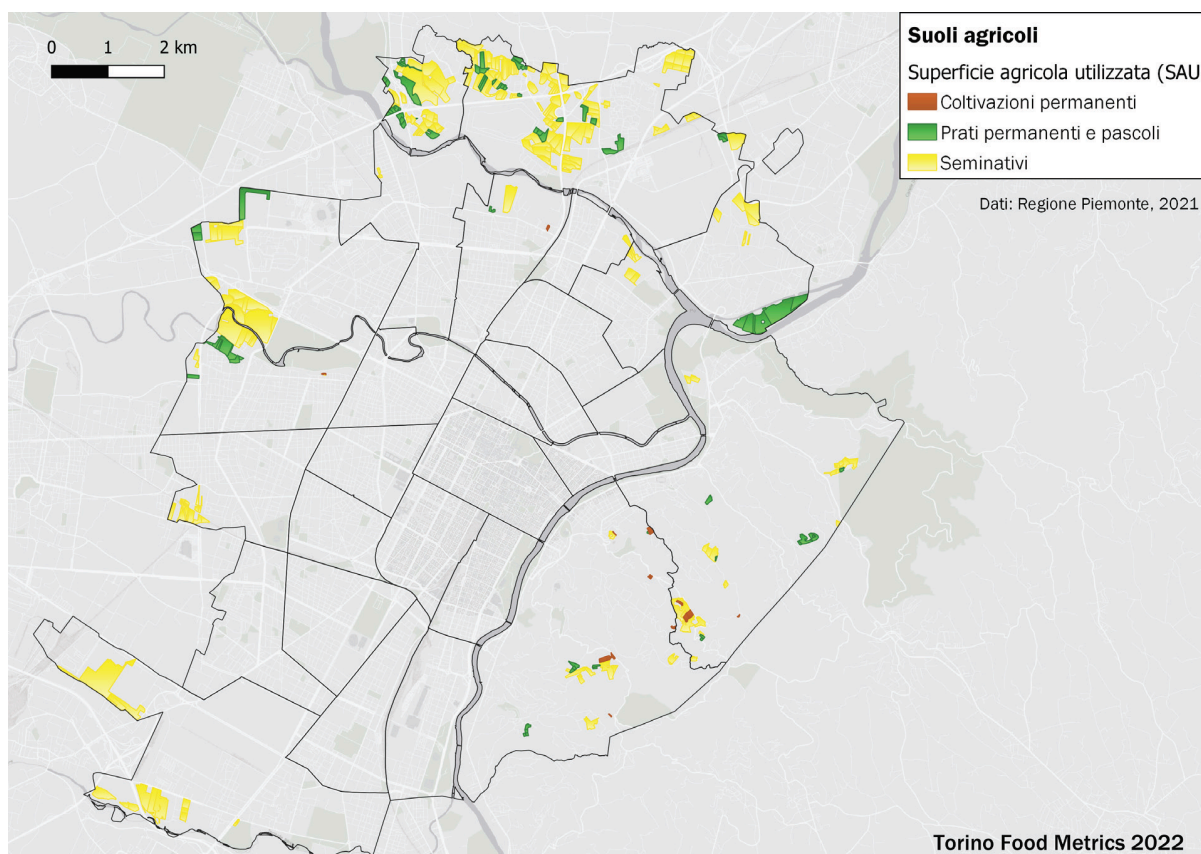 0 1 2 km
Suoli agricoli
Superficie agricola utilizzata (SAU
Coltivazioni permanenti
Prati permanenti e pascoli
Seminativi
Dati: Regione Piemonte, 2021
Torino Food Metrics 2022